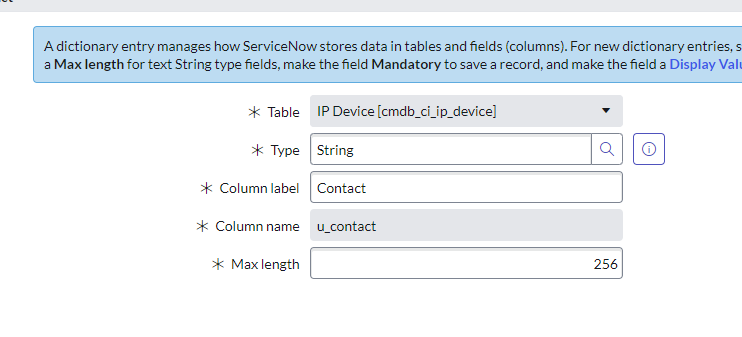 A dictionary entry manages how ServiceNow stores data in tables and fields (columns). For new dictionary entries, s
a Max length for text String type fields, make the field Mandatory to save a record, and make the field a Display Valu
Table IP Device [cmdb_ci_ip_device]
Type String
Column label Contact
Column name u_contact
Max length 256